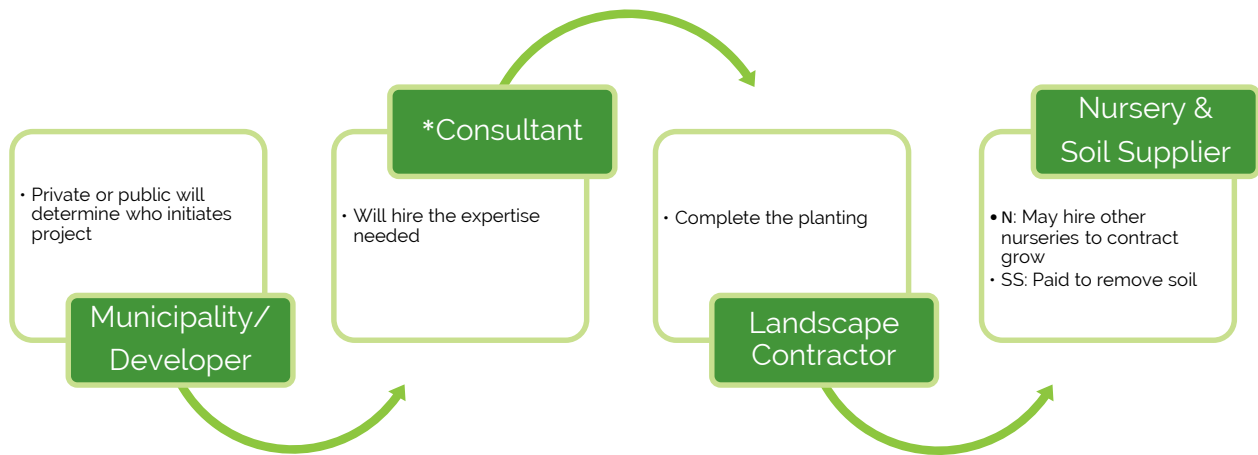 • Private or public will
determine who initiates
project
Municipality/
Developer
*Consultant
• Will hire the expertise
needed
• Complete the planting
Landscape
Contractor
Nursery &
Soil Supplier
• N: May hire other
nurseries to contract
grow
• SS: Paid to remove soil